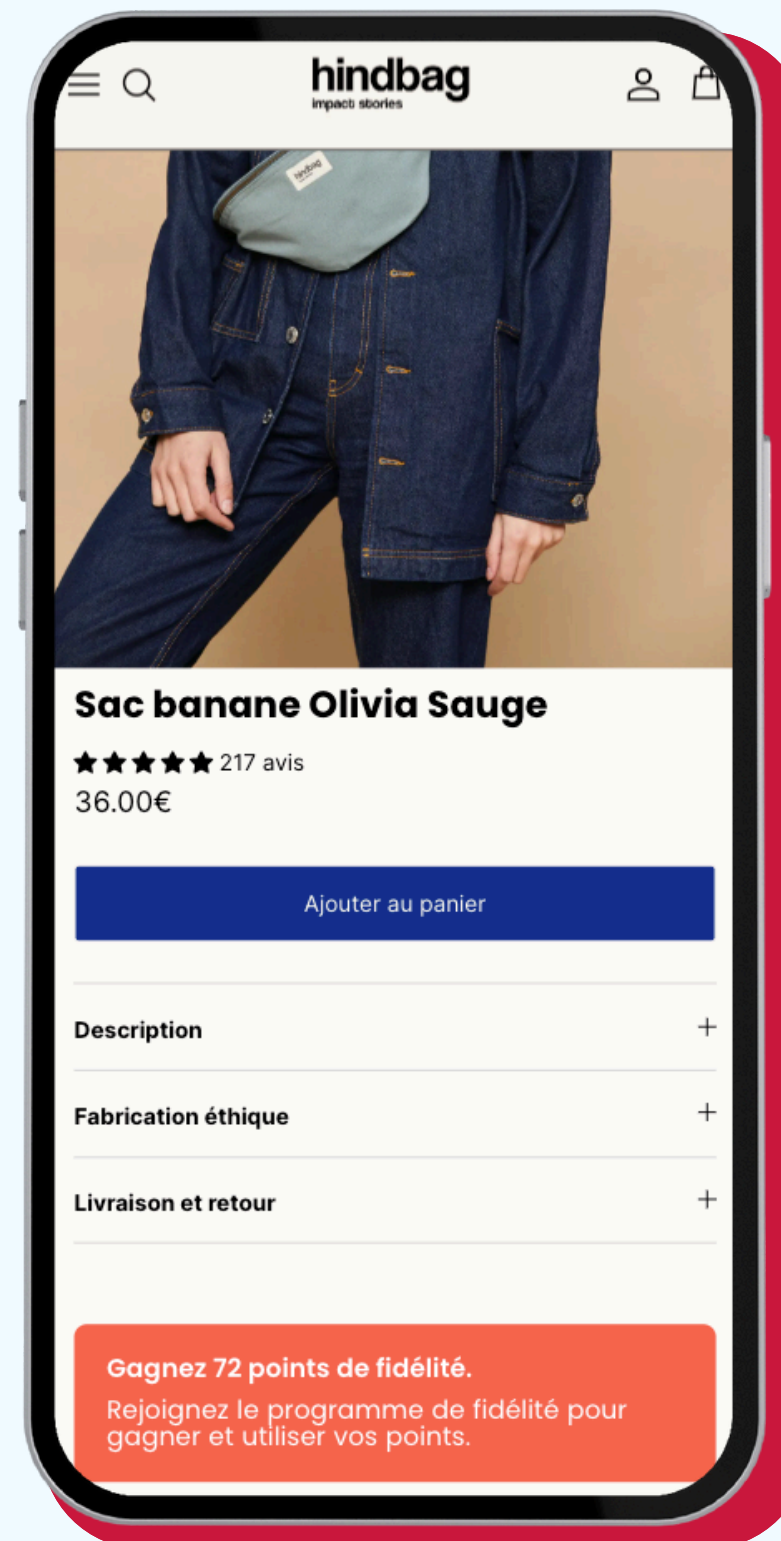 hindbag
impact stories
hindbag
Sac banane Olivia Sauge
217 avis
36.00€
Ajouter au panier
Description
Fabrication éthique
Livraison et retour
Gagnez 72 points de fidélité.
Rejoignez le programme de fidélité pour
gagner et utiliser vos points.